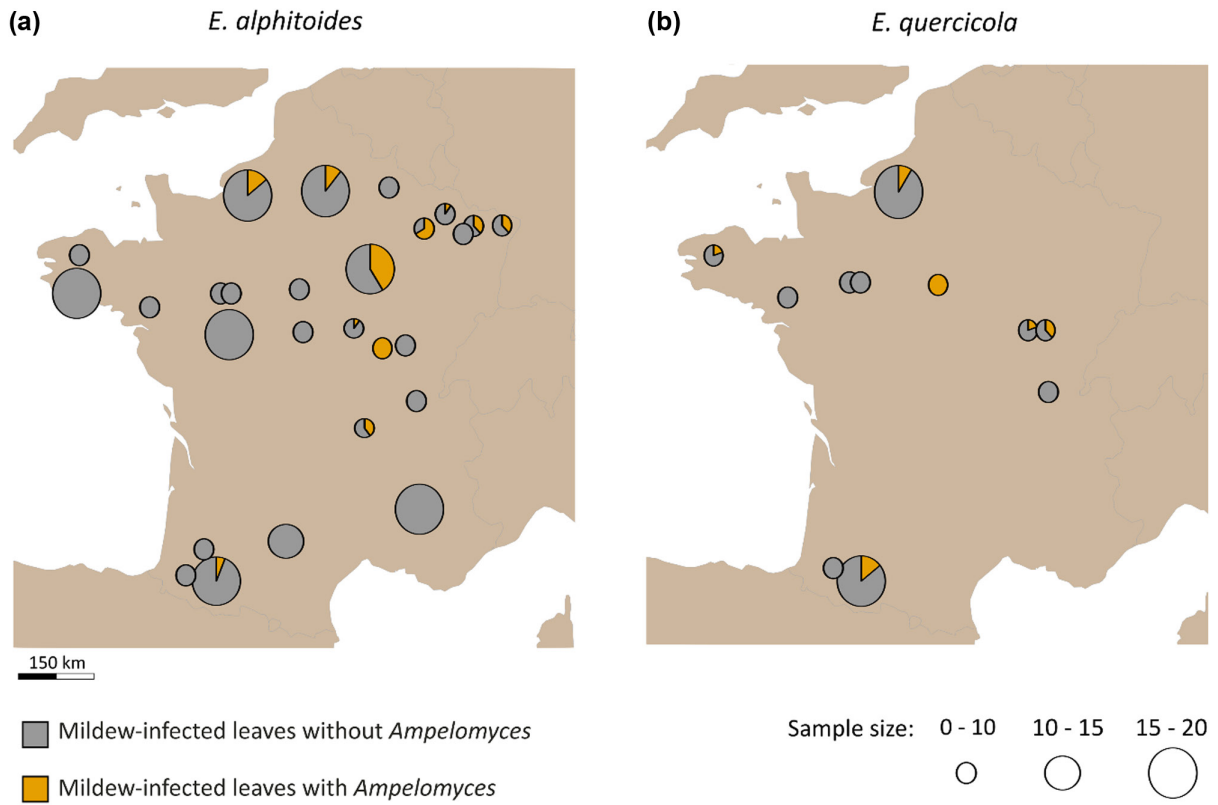 (a) E. alphitoides
(b) E. quercicola
150 km
Mildew-infected leaves without Ampelomyces
Mildew-infected leaves with Ampelomyces
Sample size: 0 - 10 10 - 15 15 - 20